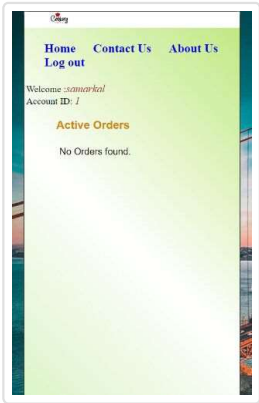 Home Contact Us About Us
Log out
Welcome :samarkal
Account ID: 1
Active Orders
No Orders found.